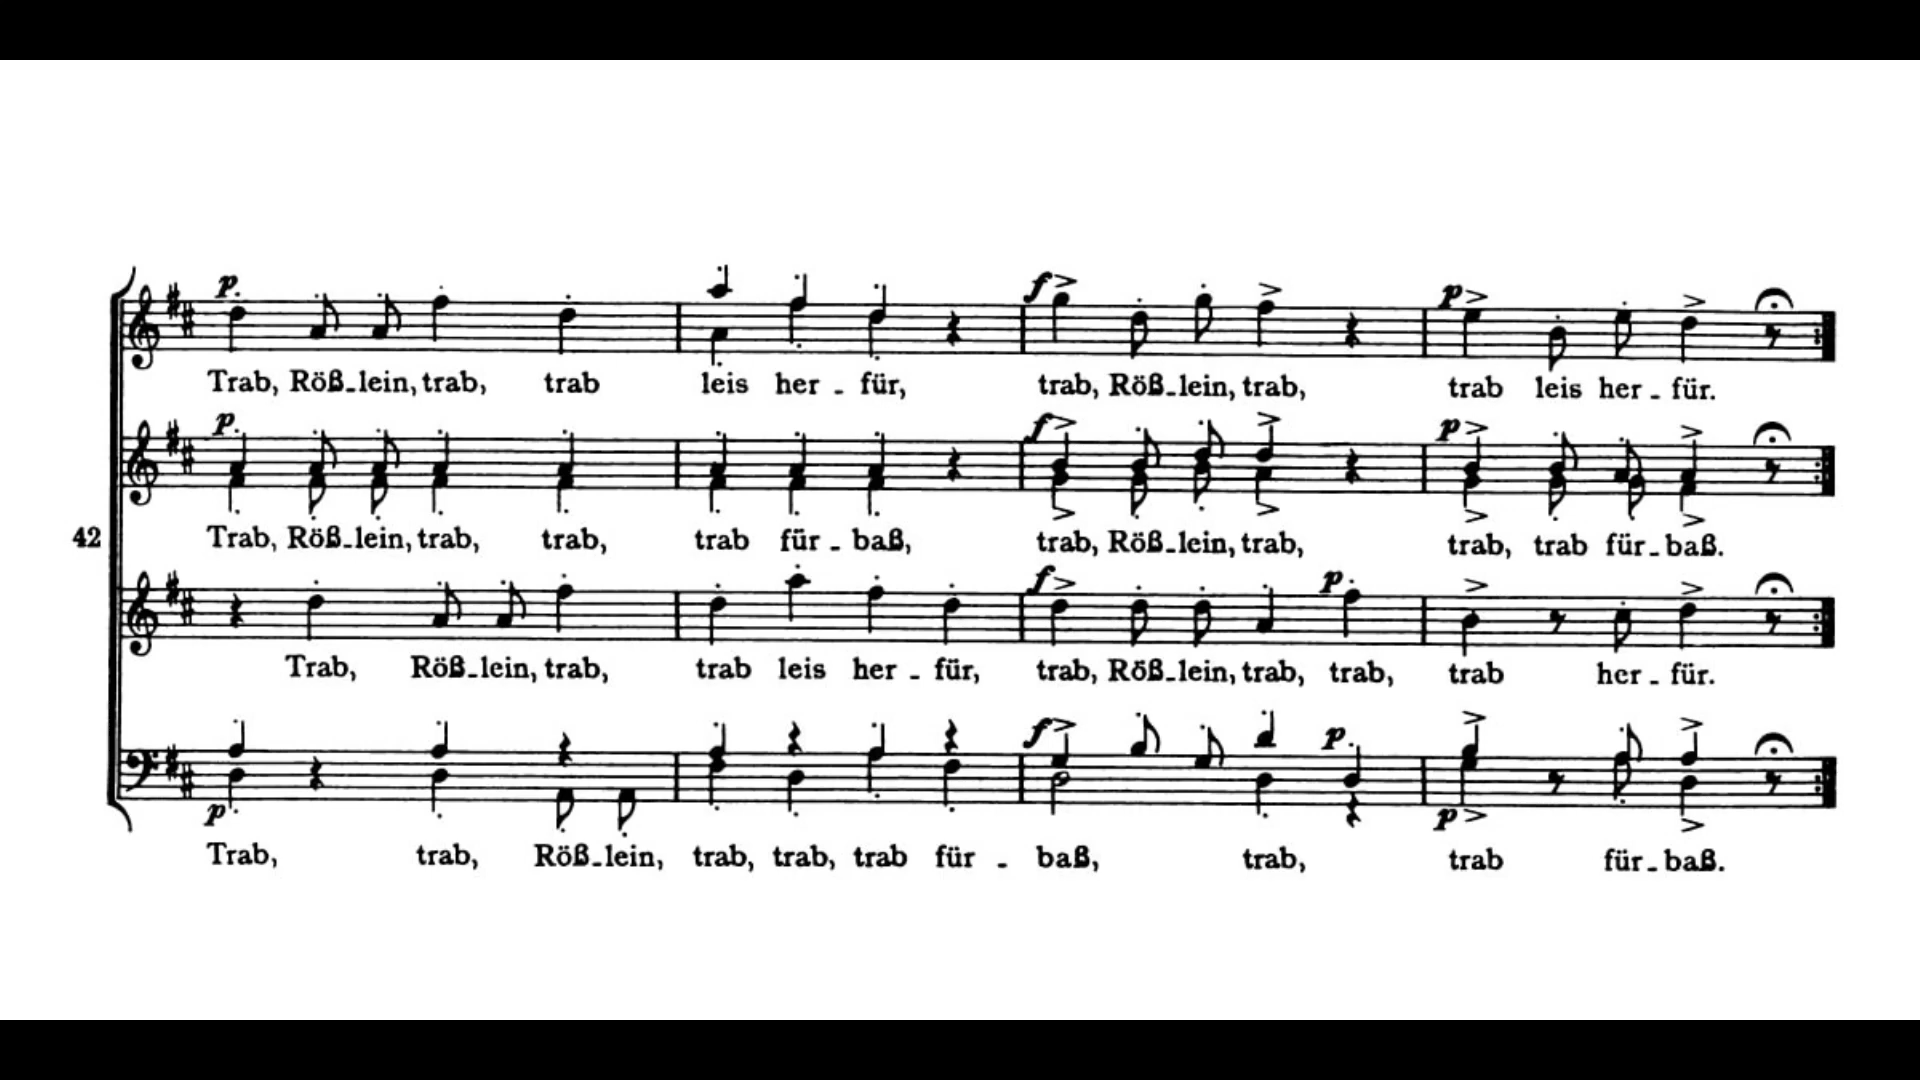 p
Trab, Röß-lein, trab, trab leis her-für, trab, Röß-lein, trab, trab leis her-für.
f p
p f p
42
Trab, Röß-lein, trab, trab, trab für-baß, trab, Röß-lein, trab, trab, trab für-baß.
f p
Trab, Röß-lein, trab, trab leis her-für, trab, Röß-lein, trab, trab, trab her-für.
f p
p p
Trab, trab, Röß-lein, trab, trab, trab für-baß, trab, trab für-baß.